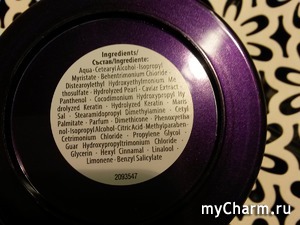 Ingredients/
Състав/Ingrediente:
Aqua · Cetearyl Alcohol · Isopropyl
Myristate · Behentrimonium Chloride ·
Distearoylethyl Hydroxyethylmonium Me
thosulfate · Hydrolyzed Pearl · Caviar Extract ·
Panthenol · Cocodimonium Hydroxypropyl Hy
drolyzed Keratin · Hydrolyzed Keratin · Maris
Sal · Stearamidopropyl Dimethylamine · Cetyl
Palmitate · Parfum · Dimethicone · Phenoxyetha
nol · Isopropyl Alcohol · Citric Acid · Methylparaben ·
Cetrimonium Chloride · Propylene Glycol
Guar Hydroxypropyltrimonium Chloride ·
Glycerin · Hexyl Cinnamal · Linalool ·
Limonene · Benzyl Salicylate
2093547
myCharm.ru